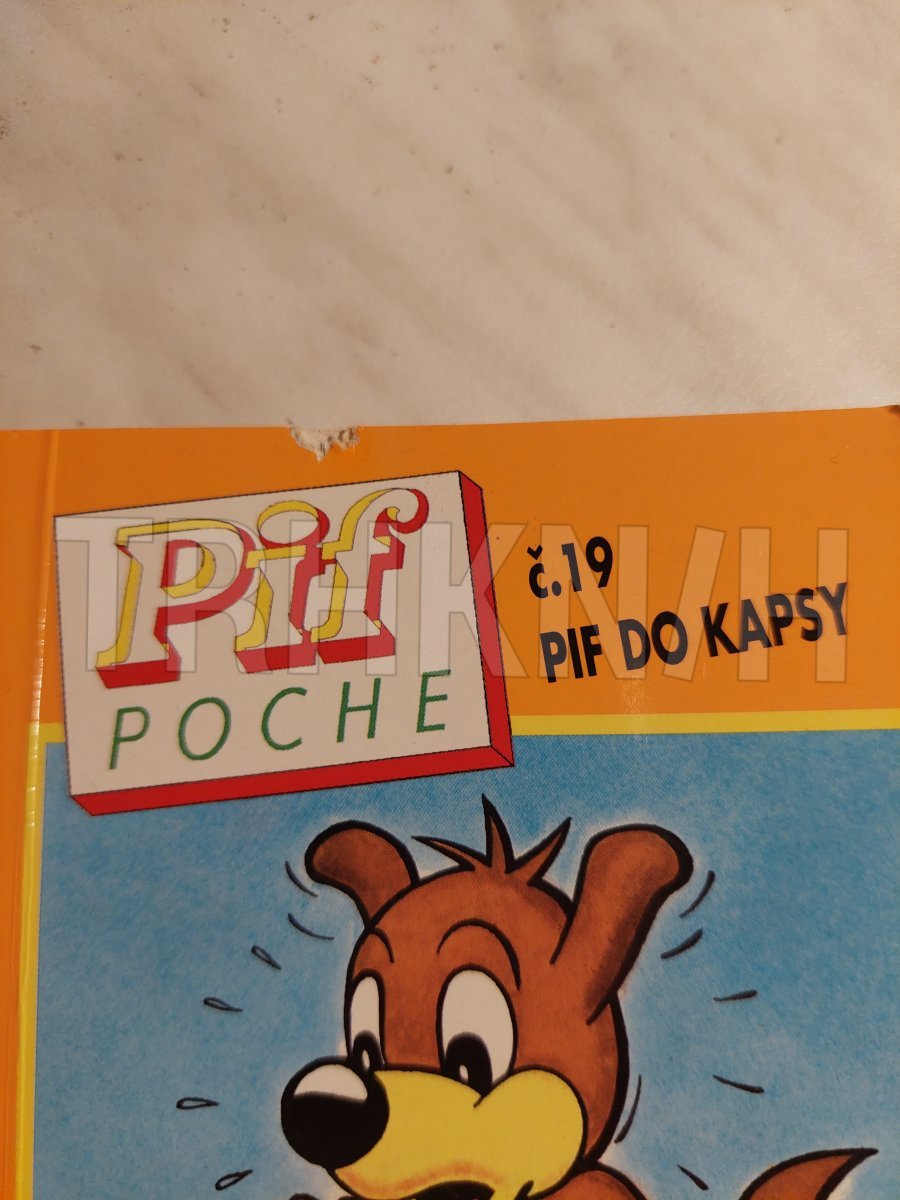 Pif
POCHE
č.19
PIF DO KAPSY
TRHKNIH